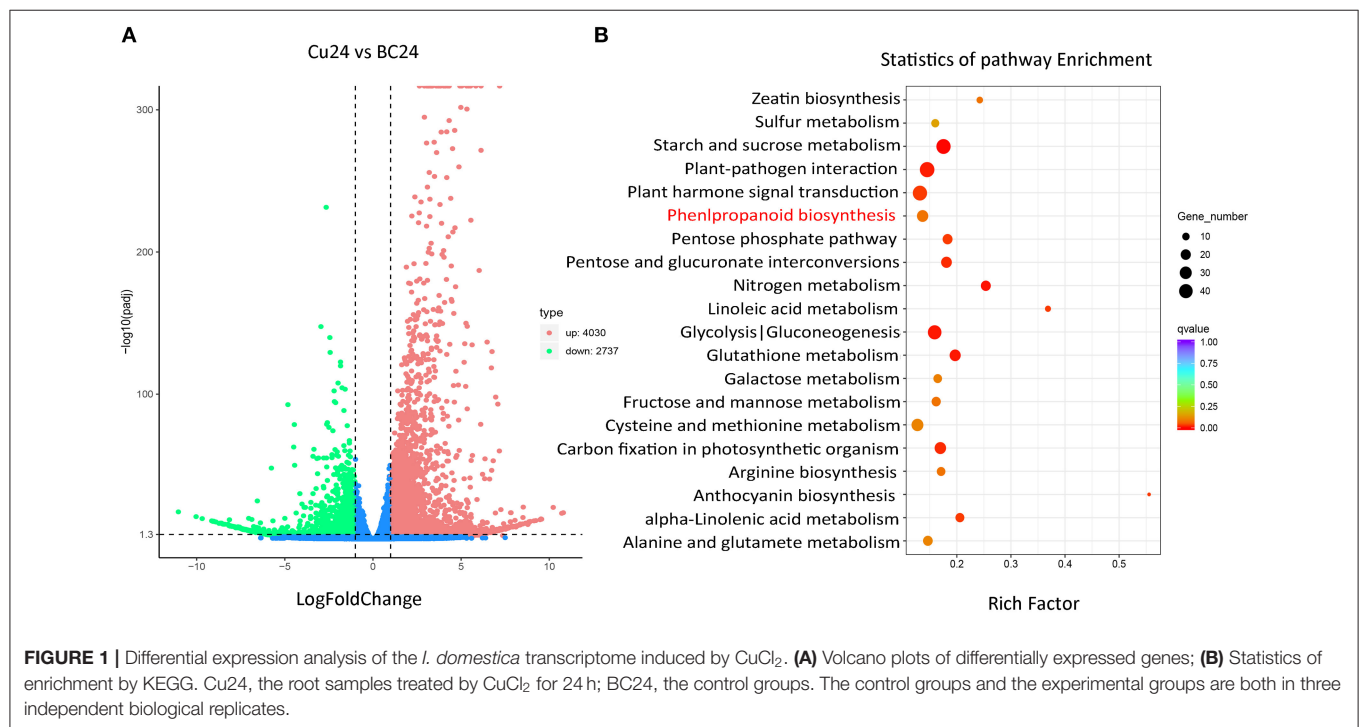 A
Cu24 vs BC24
300
200
100
1.3
−log10(padj)
−10
−5
0
5
10
LogFoldChange
type
up: 4030
down: 2737
B
Statistics of pathway Enrichment
Zeatin biosynthesis
Sulfur metabolism
Starch and sucrose metabolism
Plant-pathogen interaction
Plant harmone signal transduction
Phenlpropanoid biosynthesis
Pentose phosphate pathway
Pentose and glucuronate interconversions
Nitrogen metabolism
Linoleic acid metabolism
Glycolysis|Gluconeogenesis
Glutathione metabolism
Galactose metabolism
Fructose and mannose metabolism
Cysteine and methionine metabolism
Carbon fixation in photosynthetic organism
Arginine biosynthesis
Anthocyanin biosynthesis
alpha-Linolenic acid metabolism
Alanine and glutamete metabolism
0.2
0.3
0.4
0.5
Rich Factor
Gene_number
10
20
30
40
qvalue
1.00
0.75
0.50
0.25
0.00
FIGURE 1 | Differential expression analysis of the I. domestica transcriptome induced by CuCl₂. (A) Volcano plots of differentially expressed genes; (B) Statistics of
enrichment by KEGG. Cu24, the root samples treated by CuCl₂ for 24 h; BC24, the control groups. The control groups and the experimental groups are both in three
independent biological replicates.